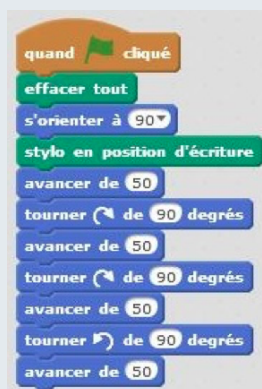 quand cliqué
effacer tout
s'orienter à 90
stylo en position d'écriture
avancer de 50
tourner de 90 degrés
avancer de 50
tourner de 90 degrés
avancer de 50
tourner de 90 degrés
avancer de 50